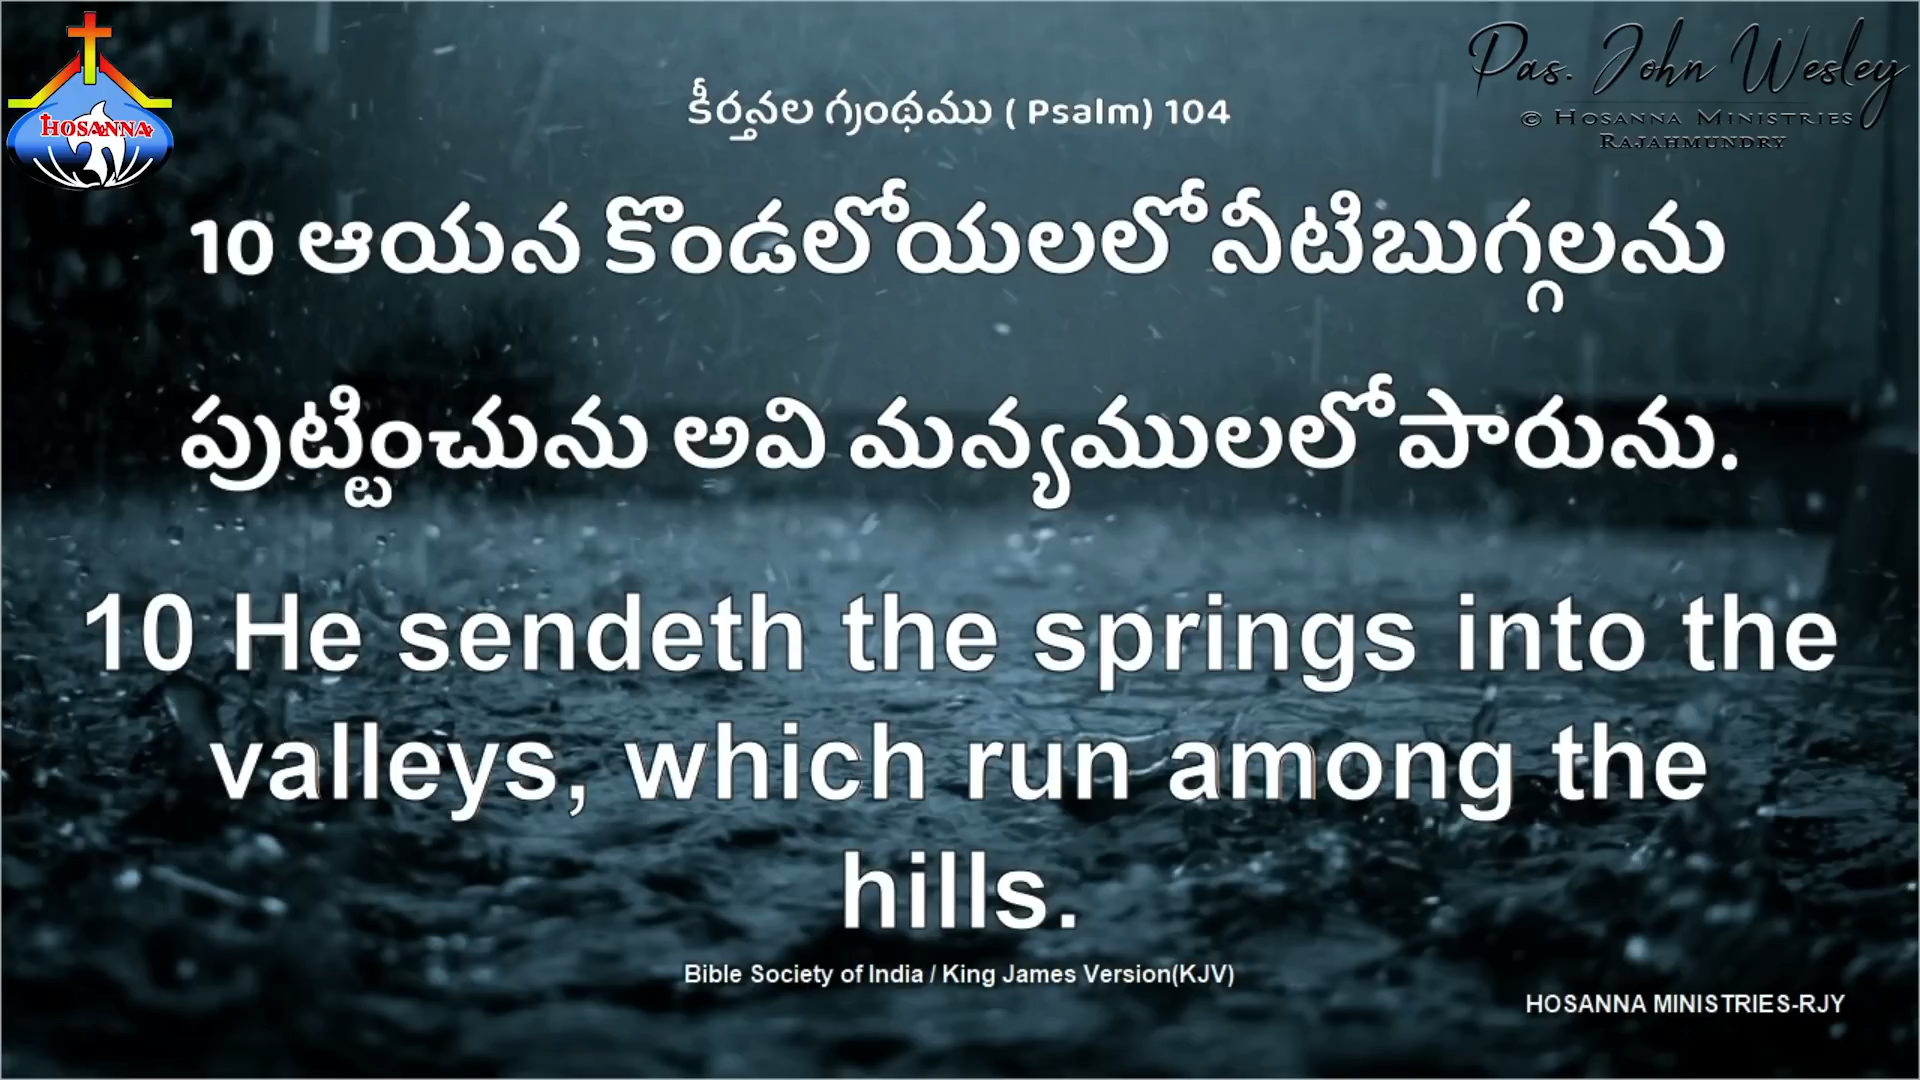 HOSANNA
Pas. John Wesley
© HOSANNA MINISTRIES
RAJAHMUNDRY
కీర్తనల గ్రంథము ( Psalm) 104
10 ఆయన కొండలోయలలో నీటిబుగ్గలను
పుట్టించును అవి మన్యములలో పారును.
10 He sendeth the springs into the
valleys, which run among the
hills.
Bible Society of India / King James Version(KJV)
HOSANNA MINISTRIES-RJY